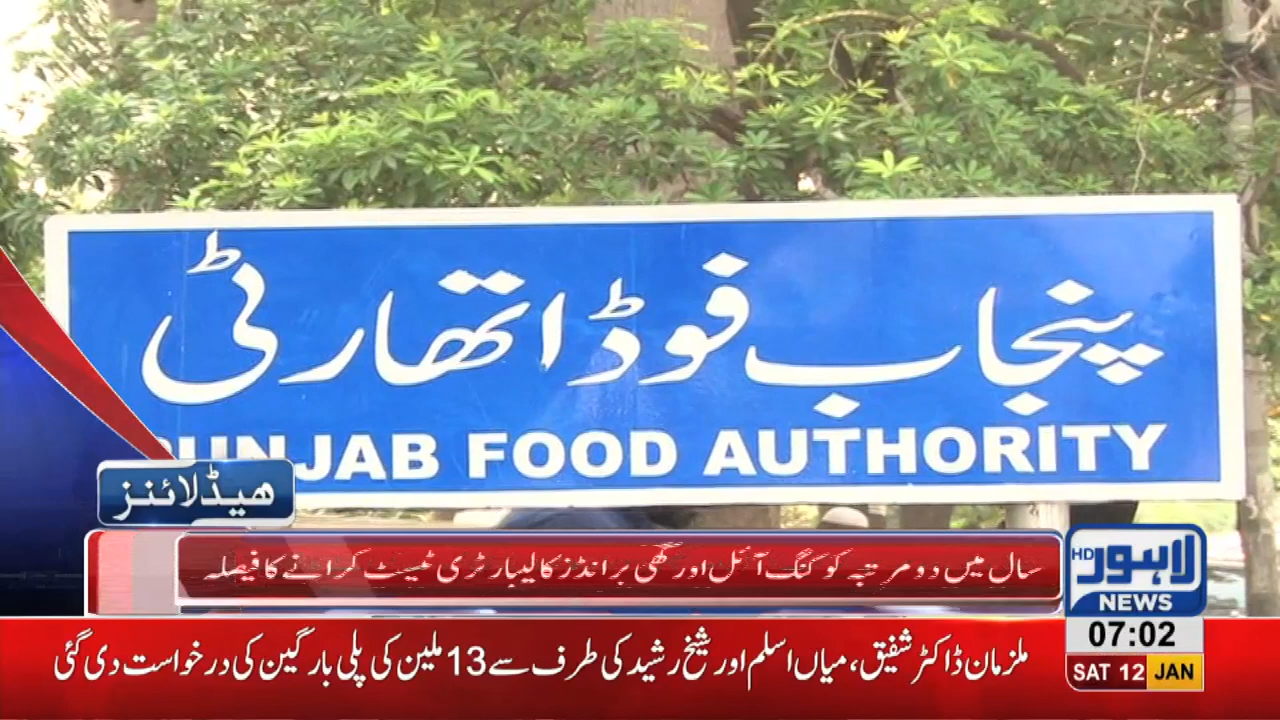 پنجاب فوڈ اتھارٹی
PUNJAB FOOD AUTHORITY
ھیڈلائنز
سال میں دو مرتبہ کوکنگ آئل اور گھی برانڈز کا لیبارٹری ٹیسٹ کرانے کا فیصلہ
HD
لاہور
NEWS
07:02
SAT 12 JAN
ملزمان ڈاکٹر شفیق، میاں اسلم اور شیخ رشید کی طرف سے 13 ملین کی پلی بارگین کی درخواست دی گئی